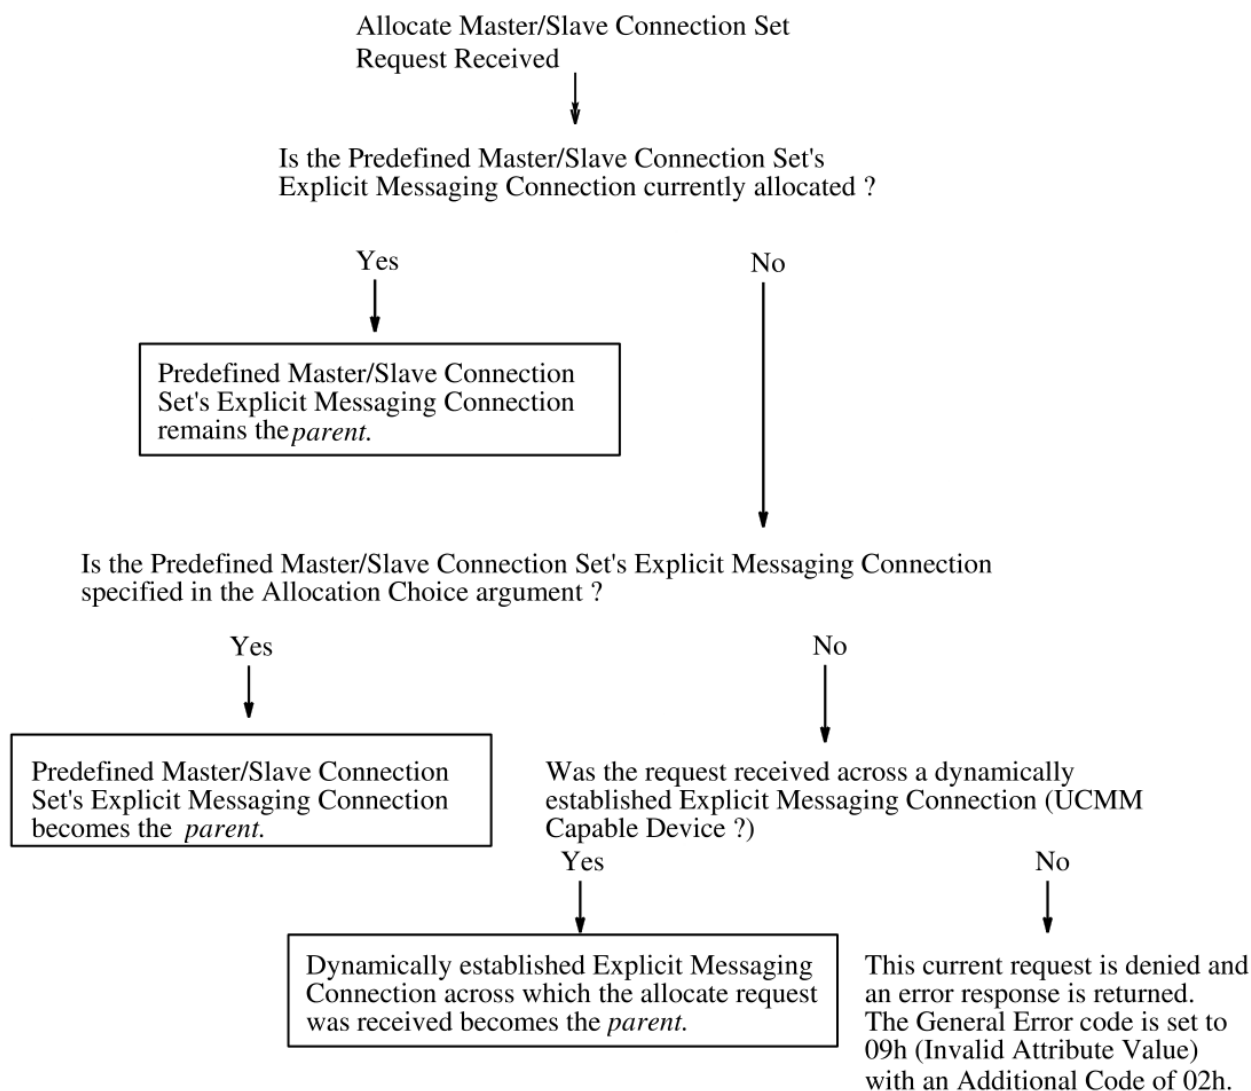 Allocate Master/Slave Connection Set
Request Received
Is the Predefined Master/Slave Connection Set's
Explicit Messaging Connection currently allocated ?
Yes
No
Predefined Master/Slave Connection
Set's Explicit Messaging Connection
remains the parent.
Is the Predefined Master/Slave Connection Set's Explicit Messaging Connection
specified in the Allocation Choice argument ?
Yes
No
Predefined Master/Slave Connection
Set's Explicit Messaging Connection
becomes the parent.
Was the request received across a dynamically
established Explicit Messaging Connection (UCMM
Capable Device ?)
Yes
No
Dynamically established Explicit Messaging
Connection across which the allocate request
was received becomes the parent.
This current request is denied and
an error response is returned.
The General Error code is set to
09h (Invalid Attribute Value)
with an Additional Code of 02h.